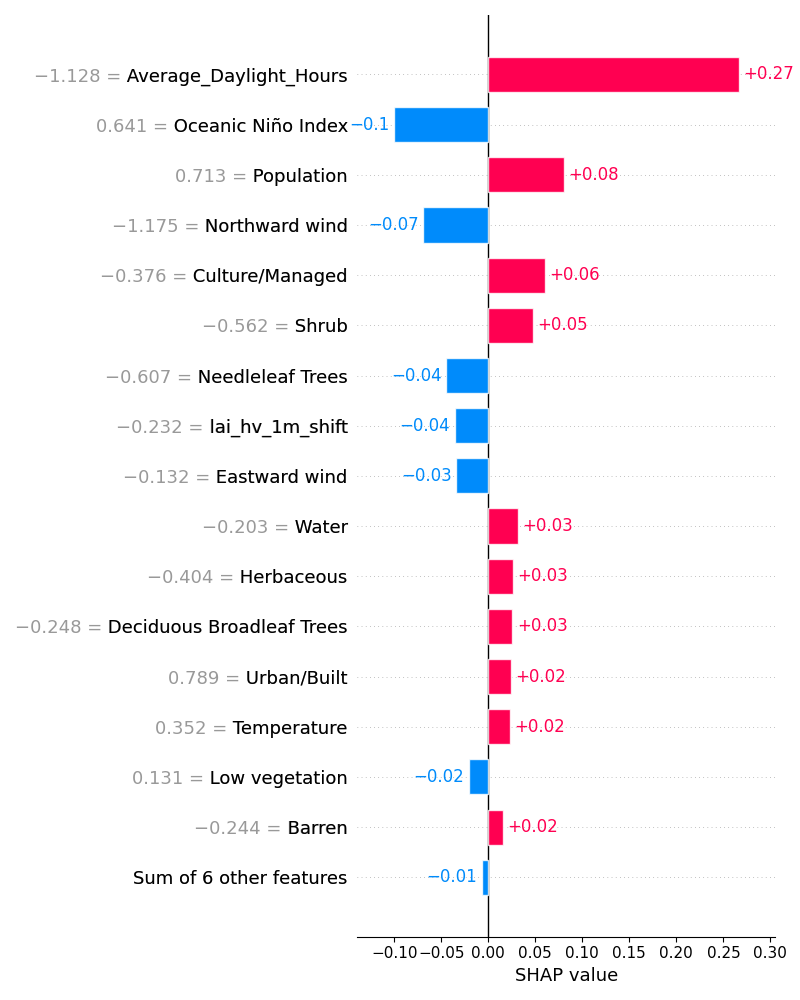 −1.128 = Average_Daylight_Hours +0.27
0.641 = Oceanic Niño Index −0.1
0.713 = Population +0.08
−1.175 = Northward wind −0.07
−0.376 = Culture/Managed +0.06
−0.562 = Shrub +0.05
−0.607 = Needleleaf Trees −0.04
−0.232 = lai_hv_1m_shift −0.04
−0.132 = Eastward wind −0.03
−0.203 = Water +0.03
−0.404 = Herbaceous +0.03
−0.248 = Deciduous Broadleaf Trees +0.03
0.789 = Urban/Built +0.02
0.352 = Temperature +0.02
0.131 = Low vegetation −0.02
−0.244 = Barren +0.02
Sum of 6 other features −0.01
−0.10 −0.05 0.00 0.05 0.10 0.15 0.20 0.25 0.30
SHAP value